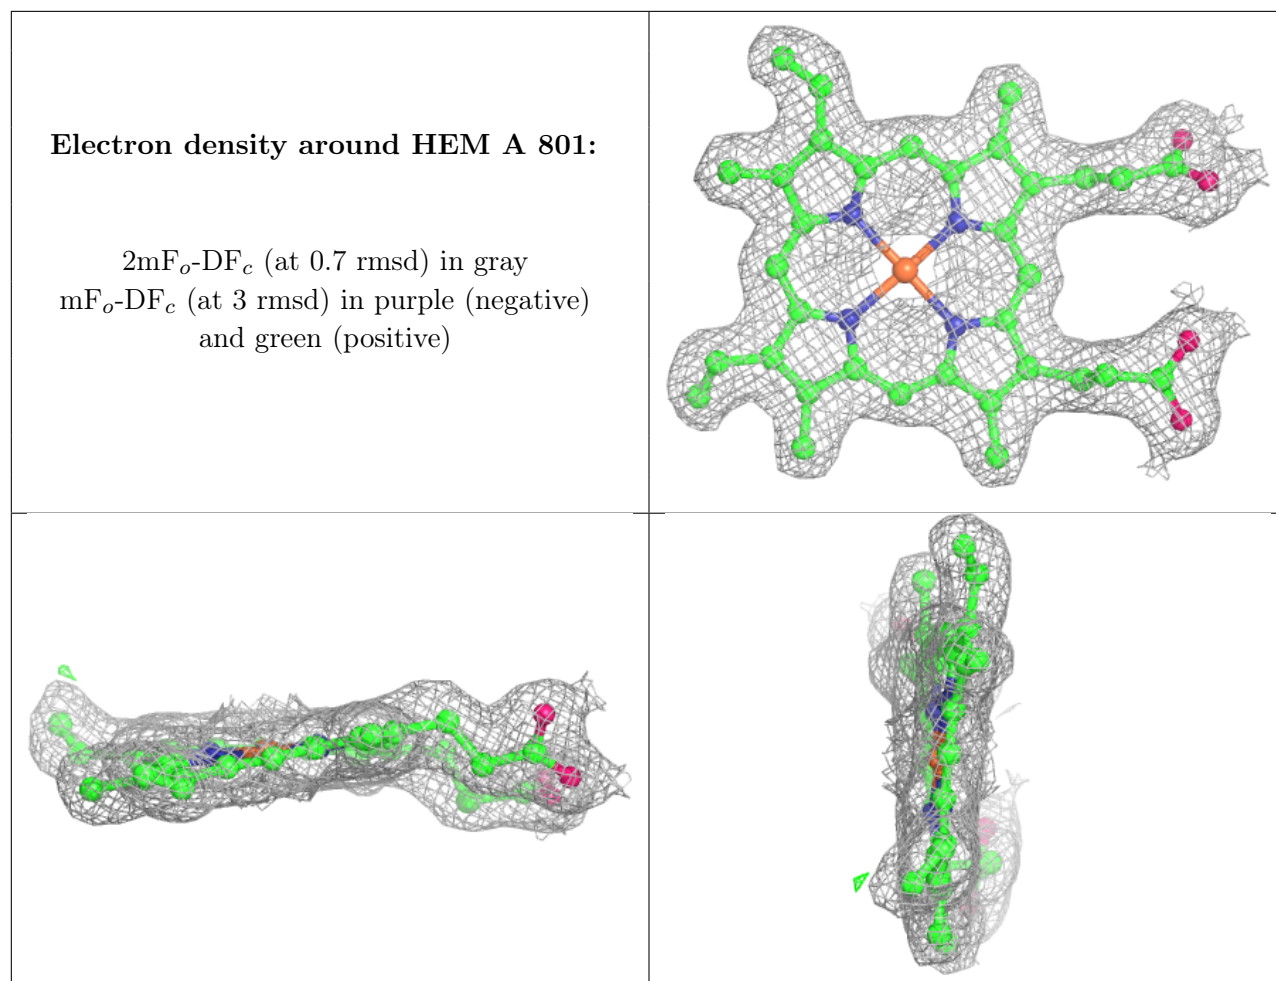 Electron density around HEM A 801:
2mFo-DFc (at 0.7 rmsd) in gray
mFo-DFc (at 3 rmsd) in purple (negative)
and green (positive)